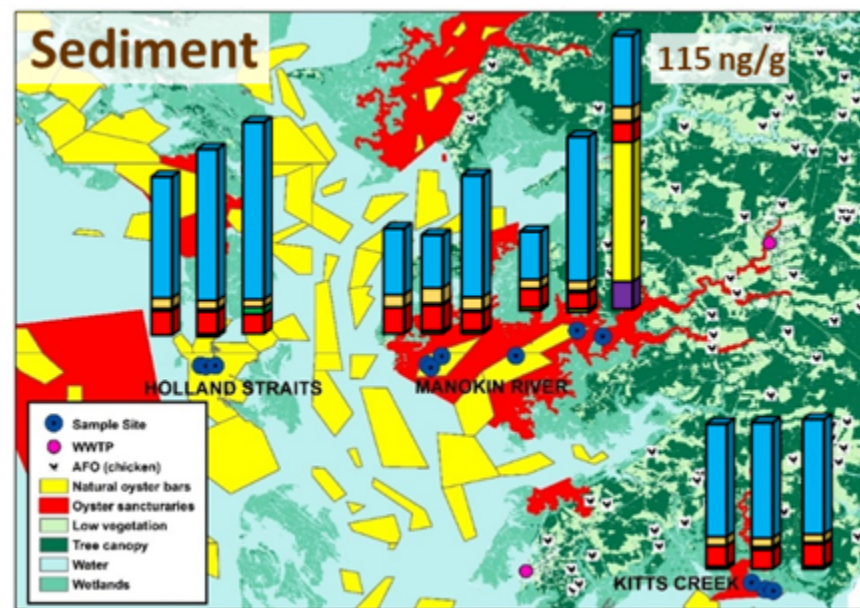 Sediment
115 ng/g
HOLLAND STRAITS
MANOKIN RIVER
KITTS CREEK
Sample Site
WWTP
AFO (chicken)
Natural oyster bars
Oyster sancturaries
Low vegetation
Tree canopy
Water
Wetlands